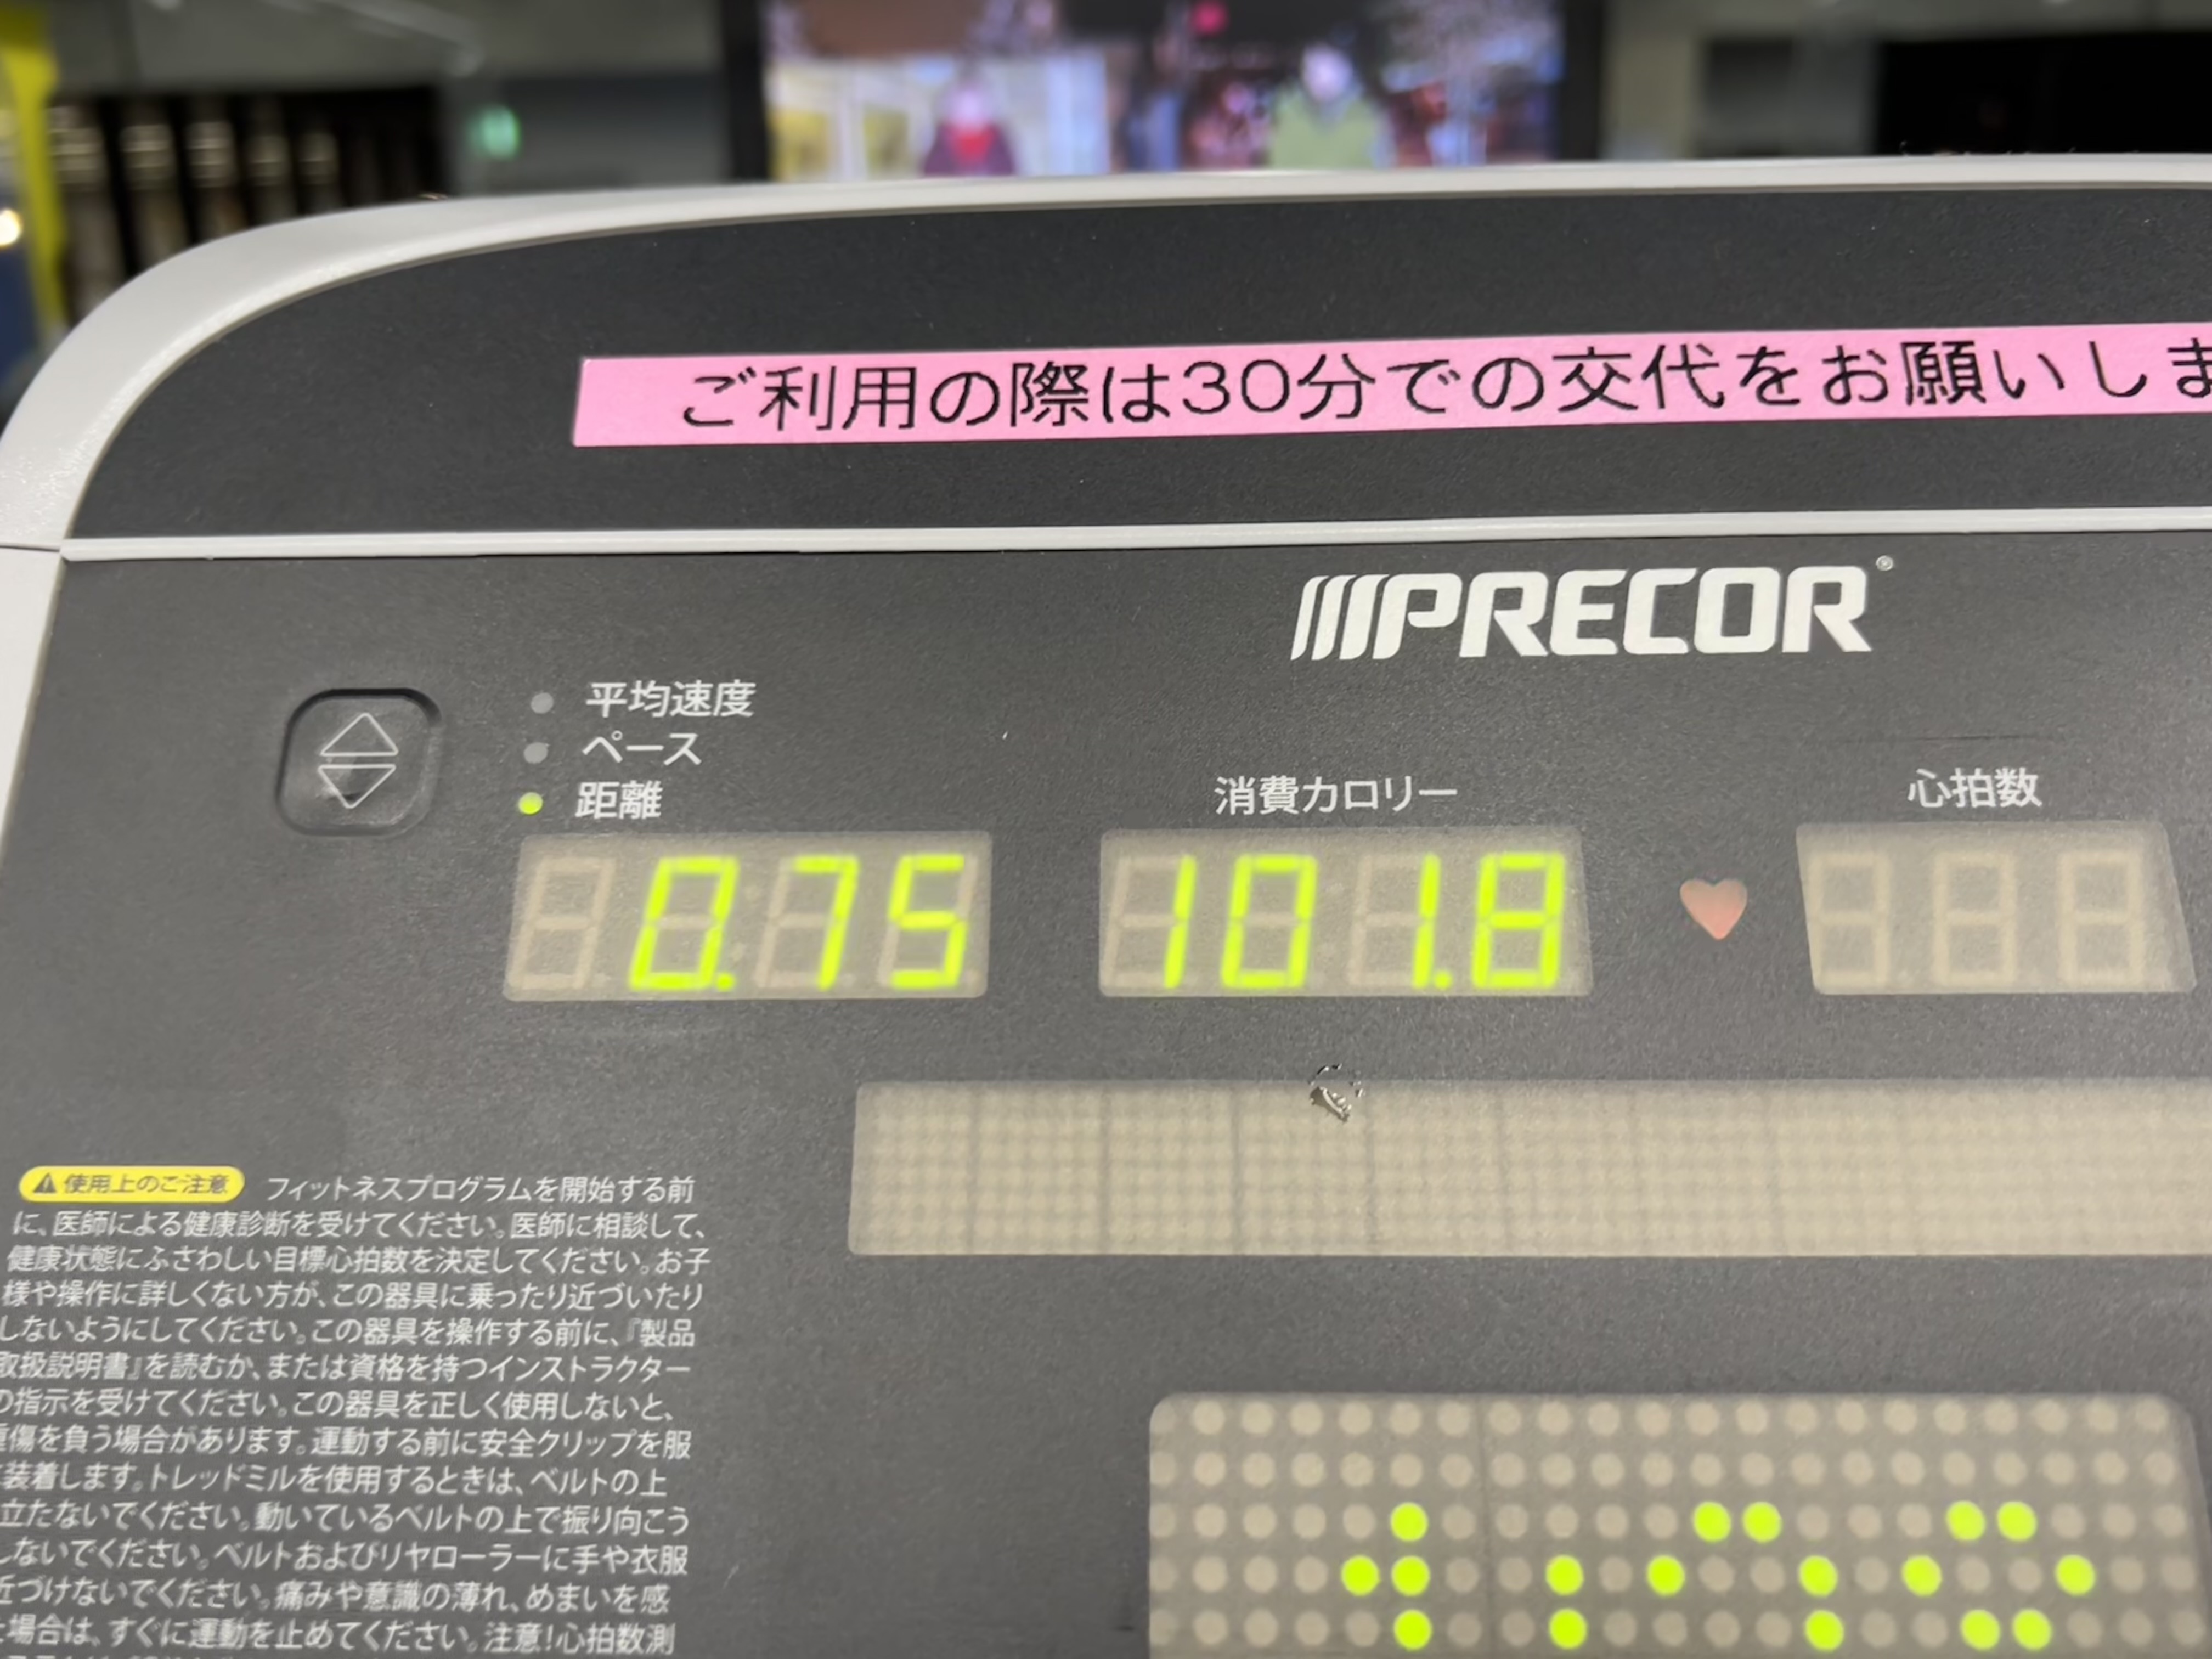 ご利用の際は30分での交代をお願いしま
PRECOR®
平均速度
ペース
距離
消費カロリー
心拍数
0.75
101.8
使用上のご注意 フィットネスプログラムを開始する前
に、医師による健康診断を受けてください。医師に相談して、
健康状態にふさわしい目標心拍数を決定してください。お子
様や操作に詳しくない方が、この器具に乗ったり近づいたり
しないようにしてください。この器具を操作する前に、『製品
取扱説明書』を読むか、または資格を持つインストラクター
の指示を受けてください。この器具を正しく使用しないと、
重傷を負う場合があります。運動する前に安全クリップを服
装着します。トレッドミルを使用するときは、ベルトの上
立たないでください。動いているベルトの上で振り向こう
しないでください。ベルトおよびリヤローラーに手や衣服
近づけないでください。痛みや意識の薄れ、めまいを感
場合は、すぐに運動を止めてください。注意!心拍数測